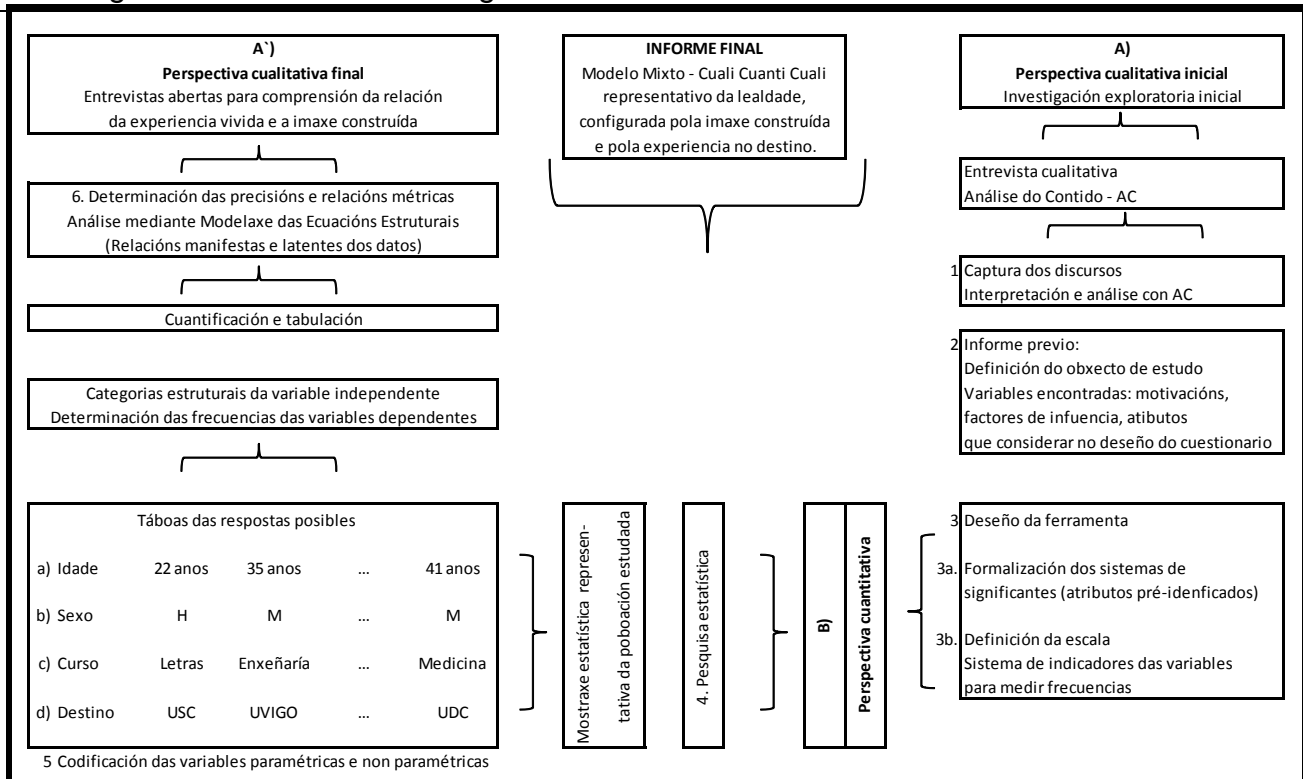 A`)
Perspectiva cualitativa final
Entrevistas abertas para comprensión da relación
da experiencia vivida e a imaxe construída
INFORME FINAL
Modelo Mixto - Cuali Cuanti Cuali
representativo da lealdade,
configurada pola imaxe construída
e pola experiencia no destino.
A)
Perspectiva cualitativa inicial
Investigación exploratoria inicial
6. Determinación das precisións e relacións métricas
Análise mediante Modelaxe das Ecuacións Estruturais
(Relacións manifestas e latentes dos datos)
Entrevista cualitativa
Análise do Contido - AC
1 Captura dos discursos
Interpretación e análise con AC
Cuantificación e tabulación
2 Informe previo:
Definición do obxecto de estudo
Variables encontradas: motivacións,
factores de infuencia, atibutos
que considerar no deseño do cuestionario
Categorias estruturais da variable independente
Determinación das frecuencias das variables dependentes
Táboas das respostas posibles
a) Idade 22 anos 35 anos ... 41 anos
b) Sexo H M ... M
c) Curso Letras Enxeñaría ... Medicina
d) Destino USC UVIGO ... UDC
5 Codificación das variables paramétricas e non paramétricas
Mostraxe estatística represen-
tativa da poboación estudada
4. Pesquisa estatística
B)
Perspectiva cuantitativa
3 Deseño da ferramenta
3a. Formalización dos sistemas de
significantes (atributos pré-idenficados)
3b. Definición da escala
Sistema de indicadores das variables
para medir frecuencias